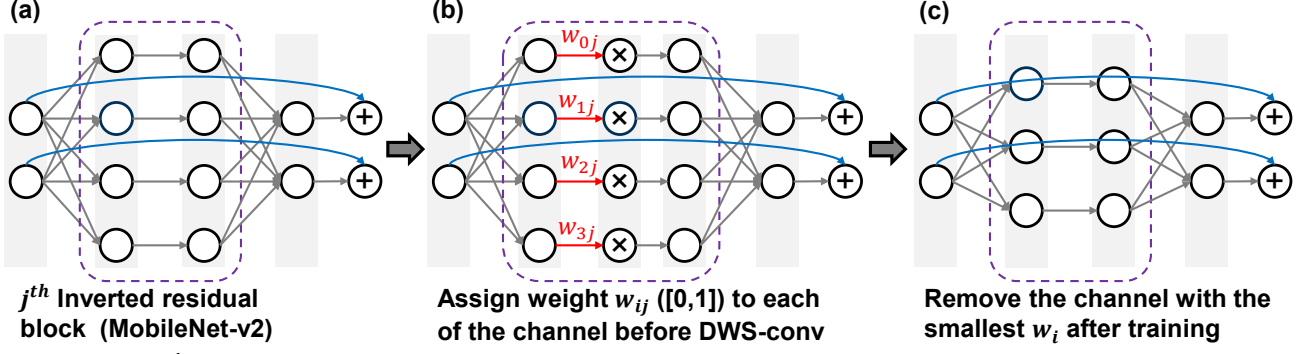 (a)
(b)
(c)
w0j
w1j
w2j
w3j
× × × ×
+ + + + + +
jth Inverted residual
block (MobileNet-v2)
Assign weight wij ([0,1]) to each
of the channel before DWS-conv
Remove the channel with the
smallest wi after training